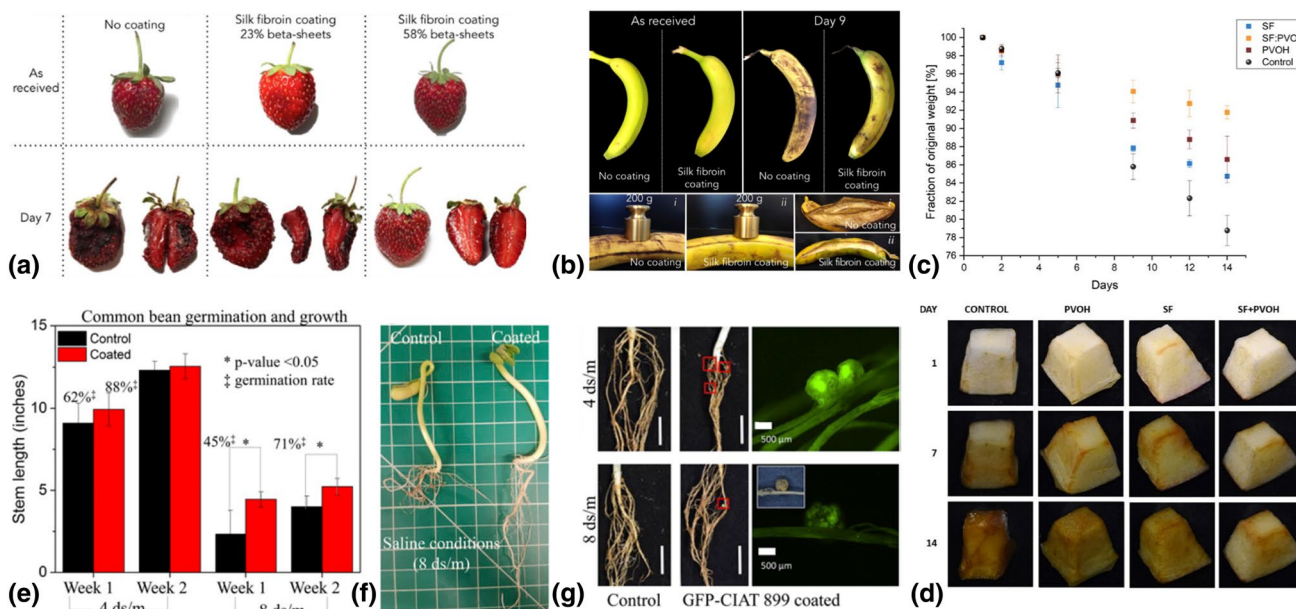 No coating
Silk fibroin coating
23% beta-sheets
Silk fibroin coating
58% beta-sheets
As
received
Day 7
(a)
As received
Day 9
No coating
Silk fibroin
coating
No coating
Silk fibroin
coating
200 g
i
200 g
ii
i
No coating
ii
No coating
Silk fibroin coating
Silk fibroin coating
(b)
SF
SF:PVO
PVOH
Control
Fraction of original weight [%]
100
98
96
94
92
90
88
86
84
82
80
78
76
0
2
4
6
8
10
12
14
Days
(c)
Common bean germination and growth
Control
Coated
* p-value <0.05
‡ germination rate
62%‡
88%‡
45%‡ *
71%‡ *
Stem length (inches)
15
10
5
0
Week 1
Week 2
Week 1
Week 2
4 ds/m
8 ds/m
(e)
Control
Coated
Saline conditions
(8 ds/m)
(f)
4 ds/m
500 µm
8 ds/m
500 µm
Control
GFP-CIAT 899 coated
(g)
DAY
CONTROL
PVOH
SF
SF+PVOH
1
7
14
(d)